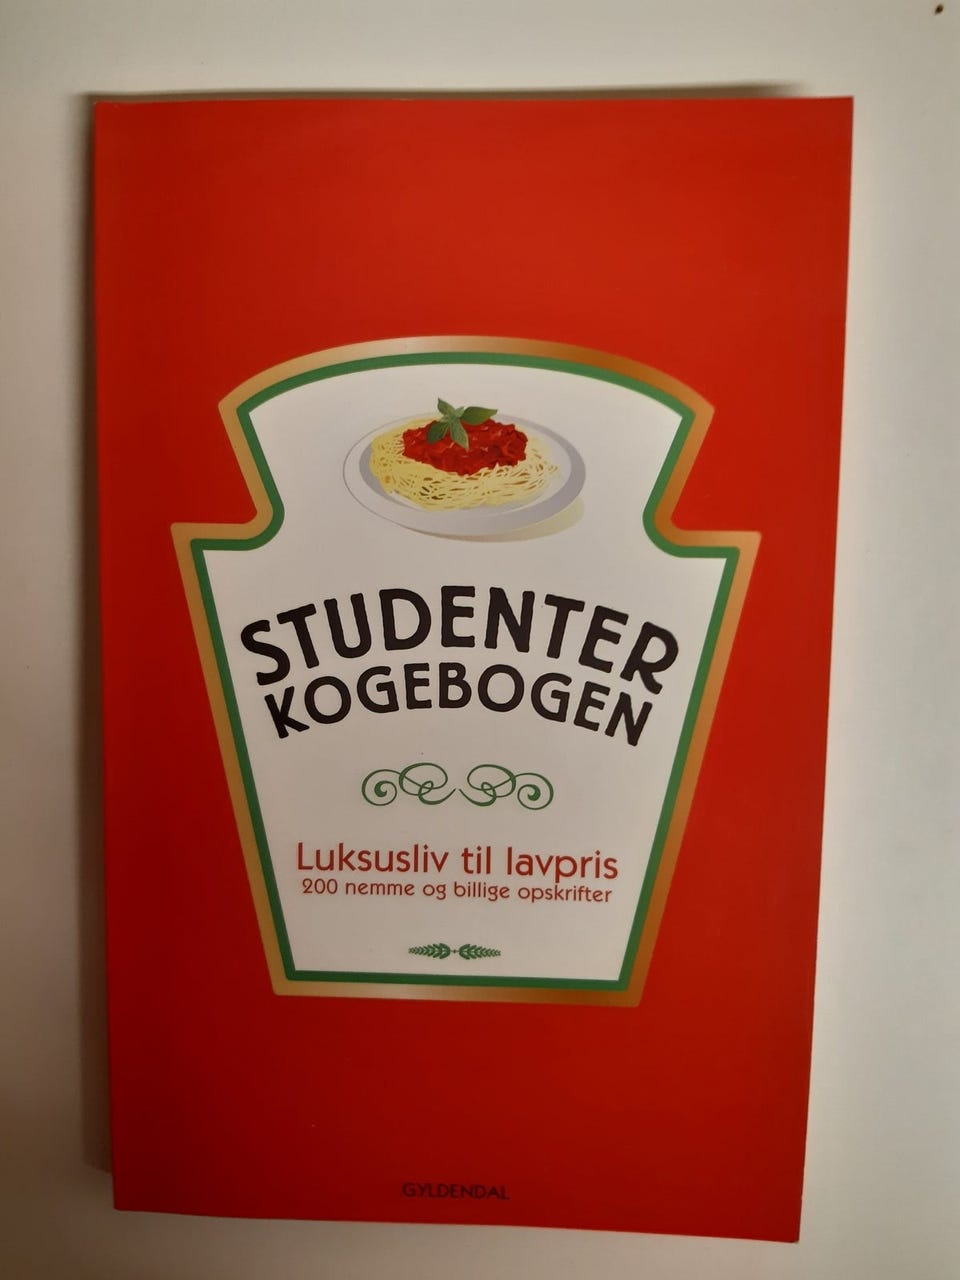 STUDENTER
KOGEBOGEN
Luksusliv til lavpris
200 nemme og billige opskrifter
GYLDENDAL